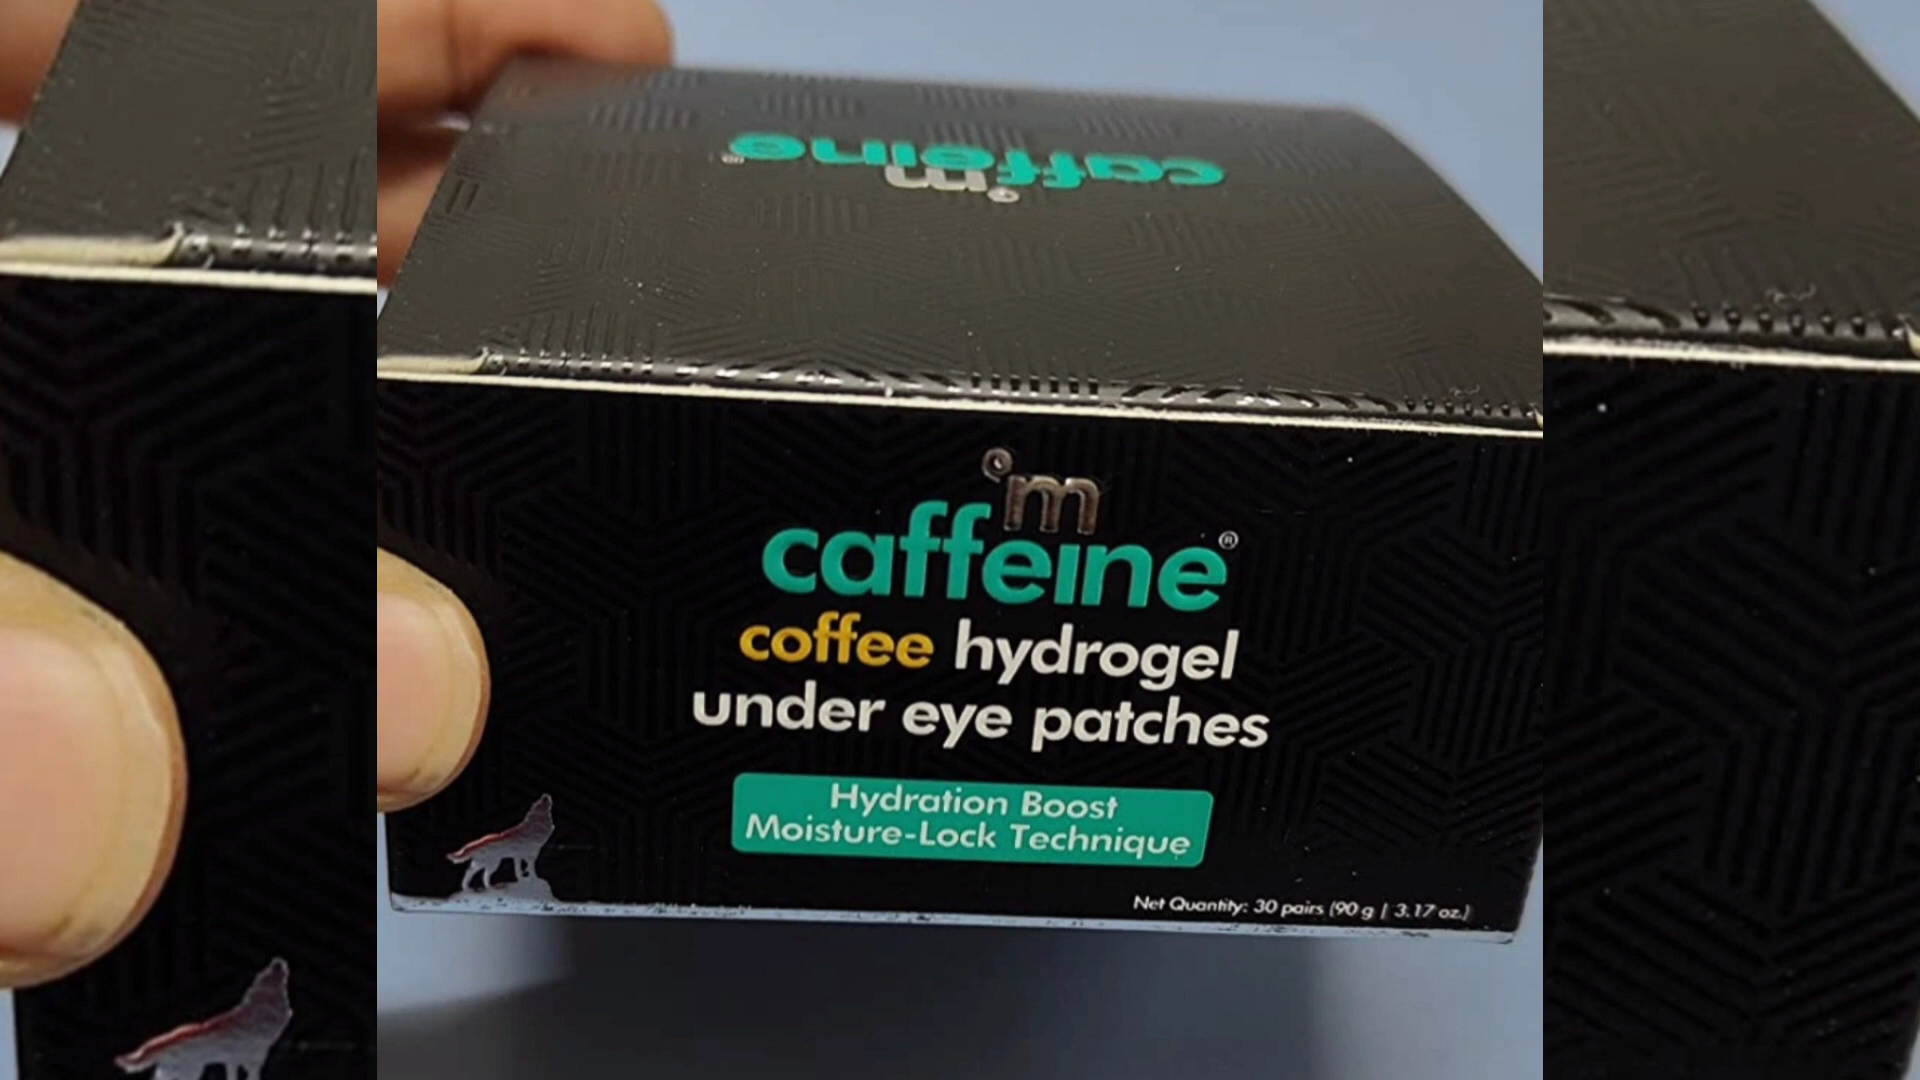 caffeine®
°m
°m
caffeine®
coffee hydrogel
under eye patches
Hydration Boost
Moisture-Lock Technique
Net Quantity: 30 pairs (90 g | 3.17 oz.)